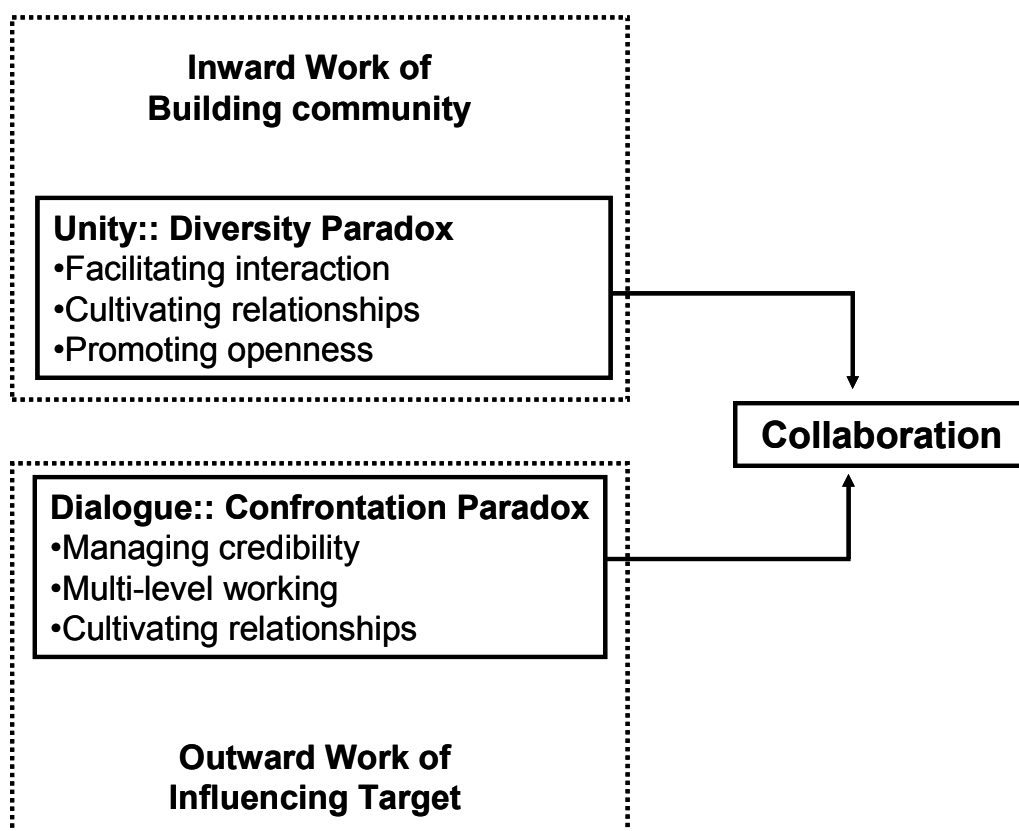 Inward Work of
Building community
Unity:: Diversity Paradox
•Facilitating interaction
•Cultivating relationships
•Promoting openness
Collaboration
Dialogue:: Confrontation Paradox
•Managing credibility
•Multi-level working
•Cultivating relationships
Outward Work of
Influencing Target